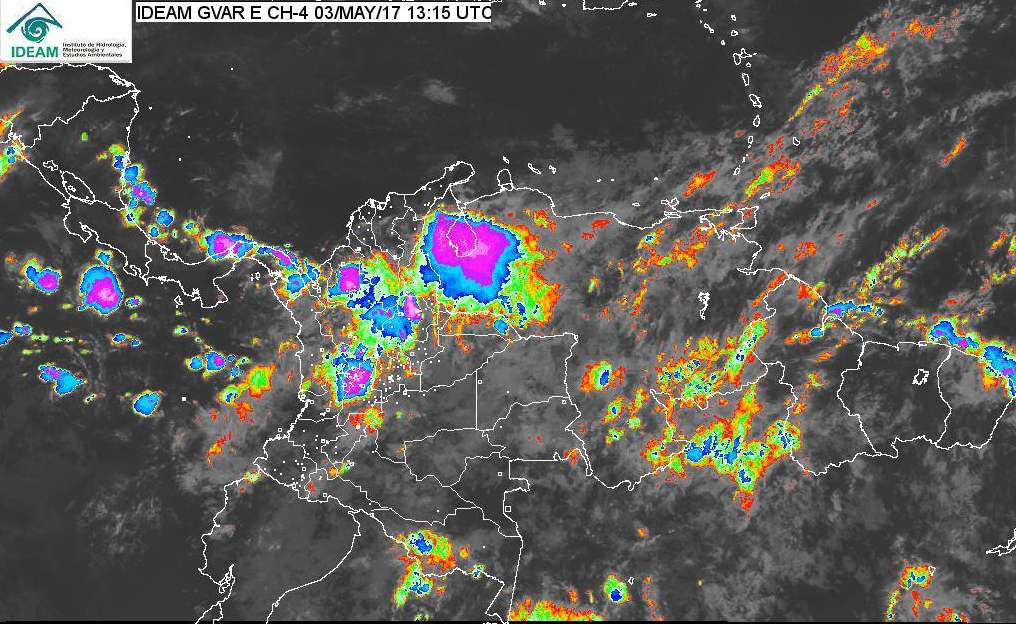 IDEAM GVAR E CH-4 03/MAY/17 13:15 UTC
IDEAM
Instituto de Hidrología,
Meteorología y
Estudios Ambientales